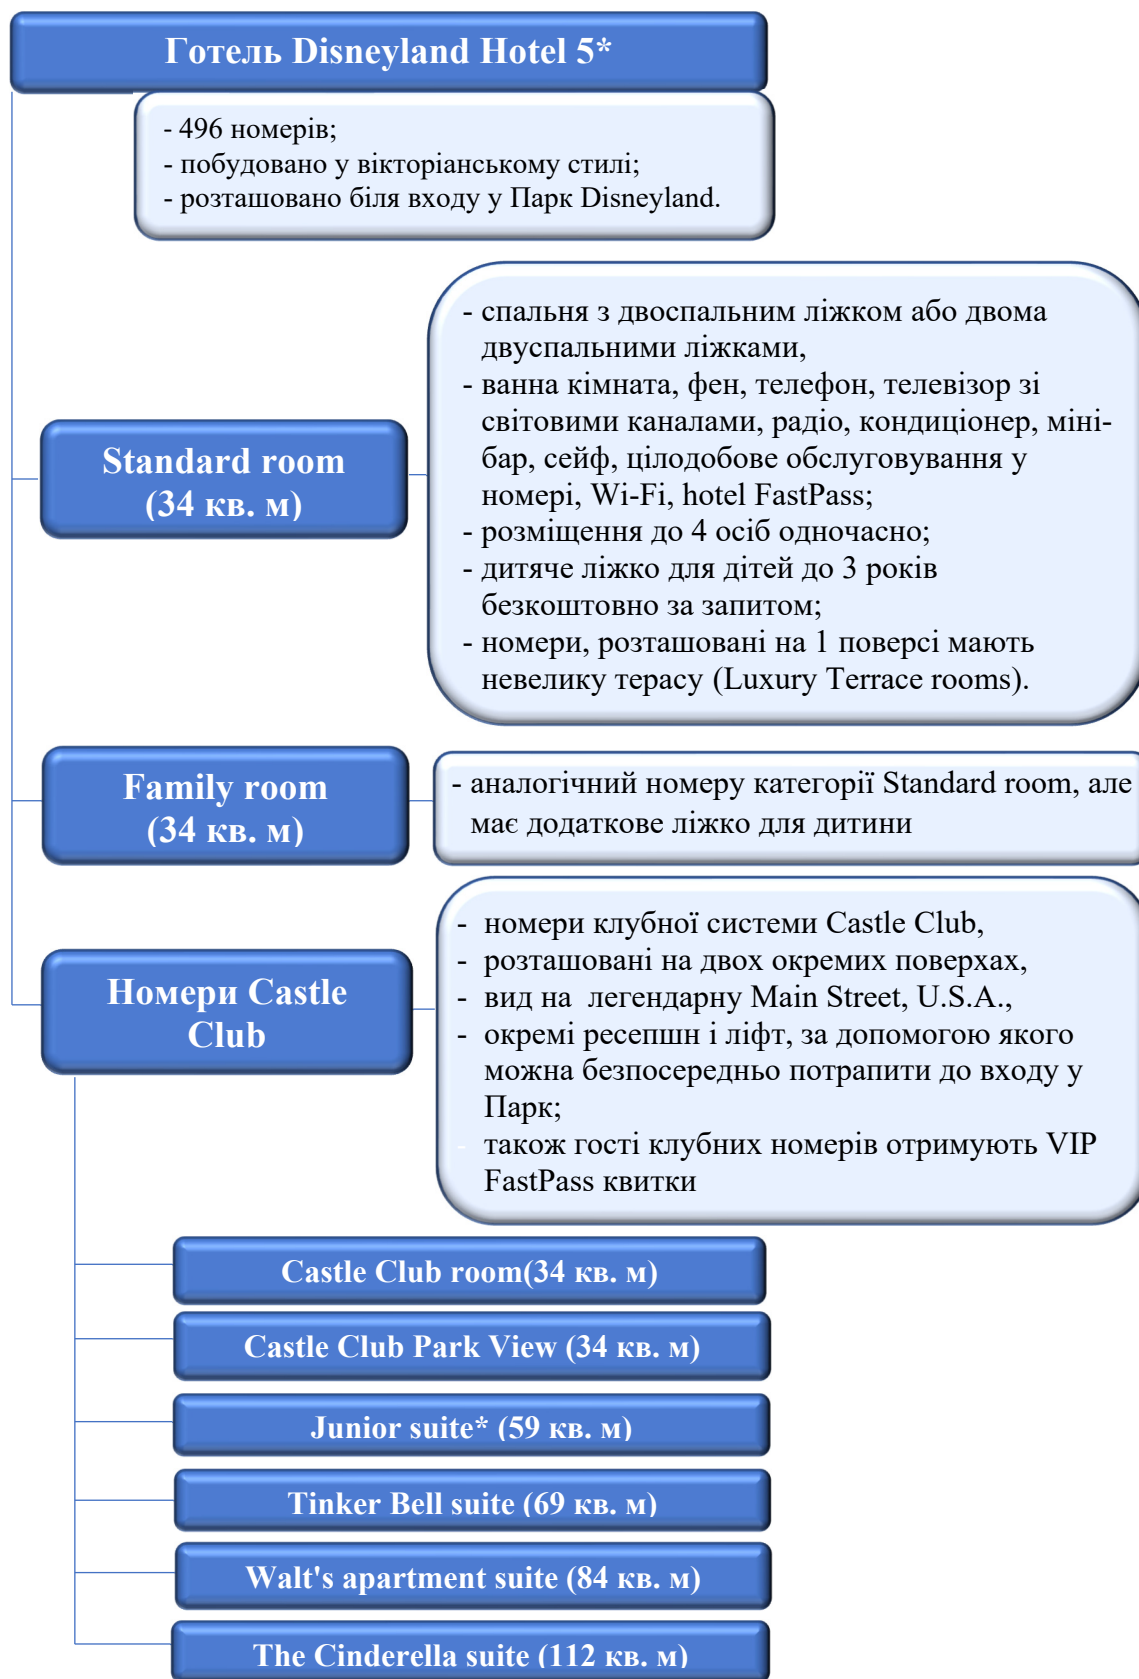 Готель Disneyland Hotel 5*
- 496 номерів;
- побудовано у вікторіанському стилі;
- розташовано біля входу у Парк Disneyland.
Standard room
(34 кв. м)
- спальня з двоспальним ліжком або двома
двуспальними ліжками,
- ванна кімната, фен, телефон, телевізор зі
світовими каналами, радіо, кондиціонер, міні-
бар, сейф, цілодобове обслуговування у
номері, Wi-Fi, hotel FastPass;
- розміщення до 4 осіб одночасно;
- дитяче ліжко для дітей до 3 років
безкоштовно за запитом;
- номери, розташовані на 1 поверсі мають
невелику терасу (Luxury Terrace rooms).
Family room
(34 кв. м)
- аналогічний номеру категорії Standard room, але
має додаткове ліжко для дитини
Номери Castle
Club
- номери клубної системи Castle Club,
- розташовані на двох окремих поверхах,
- вид на легендарну Main Street, U.S.A.,
- окремі ресепшн і ліфт, за допомогою якого
можна безпосередньо потрапити до входу у
Парк;
- також гості клубних номерів отримують VIP
FastPass квитки
Castle Club room(34 кв. м)
Castle Club Park View (34 кв. м)
Junior suite* (59 кв. м)
Tinker Bell suite (69 кв. м)
Walt's apartment suite (84 кв. м)
The Cinderella suite (112 кв. м)